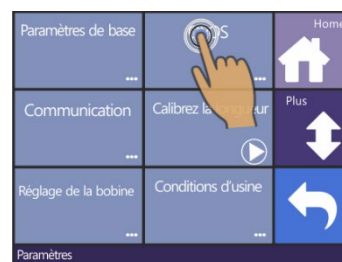 Paramètres de base
Home
Communication
Calibrez la
Plus
Réglage de la bobine
Conditions d'usine
Paramètres